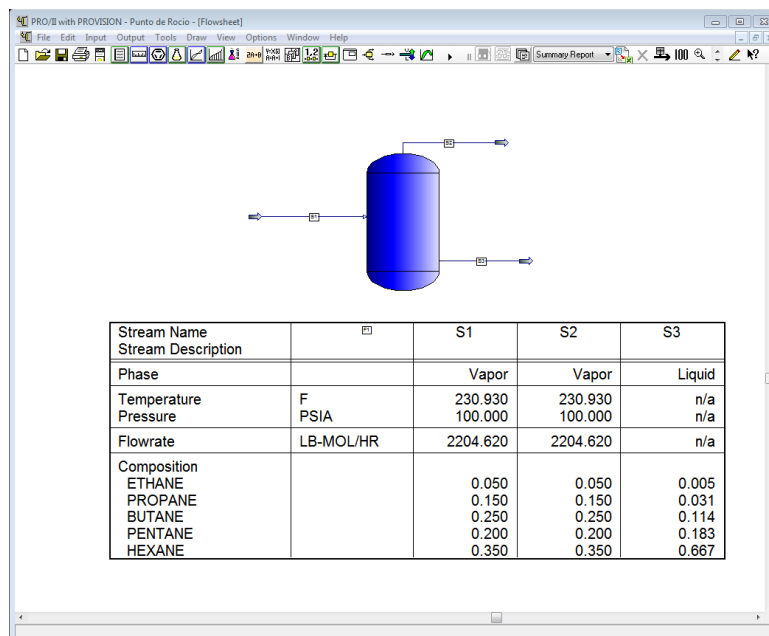 PRO/II with PROVISION - Punto de Rocio - [Flowsheet]
File Edit Input Output Tools Draw View Options Window Help
Summary Report
100
S2
S1
S3
Stream Name F1 S1 S2 S3
Stream Description
Phase Vapor Vapor Liquid
Temperature F 230.930 230.930 n/a
Pressure PSIA 100.000 100.000 n/a
Flowrate LB-MOL/HR 2204.620 2204.620 n/a
Composition
ETHANE 0.050 0.050 0.005
PROPANE 0.150 0.150 0.031
BUTANE 0.250 0.250 0.114
PENTANE 0.200 0.200 0.183
HEXANE 0.350 0.350 0.667